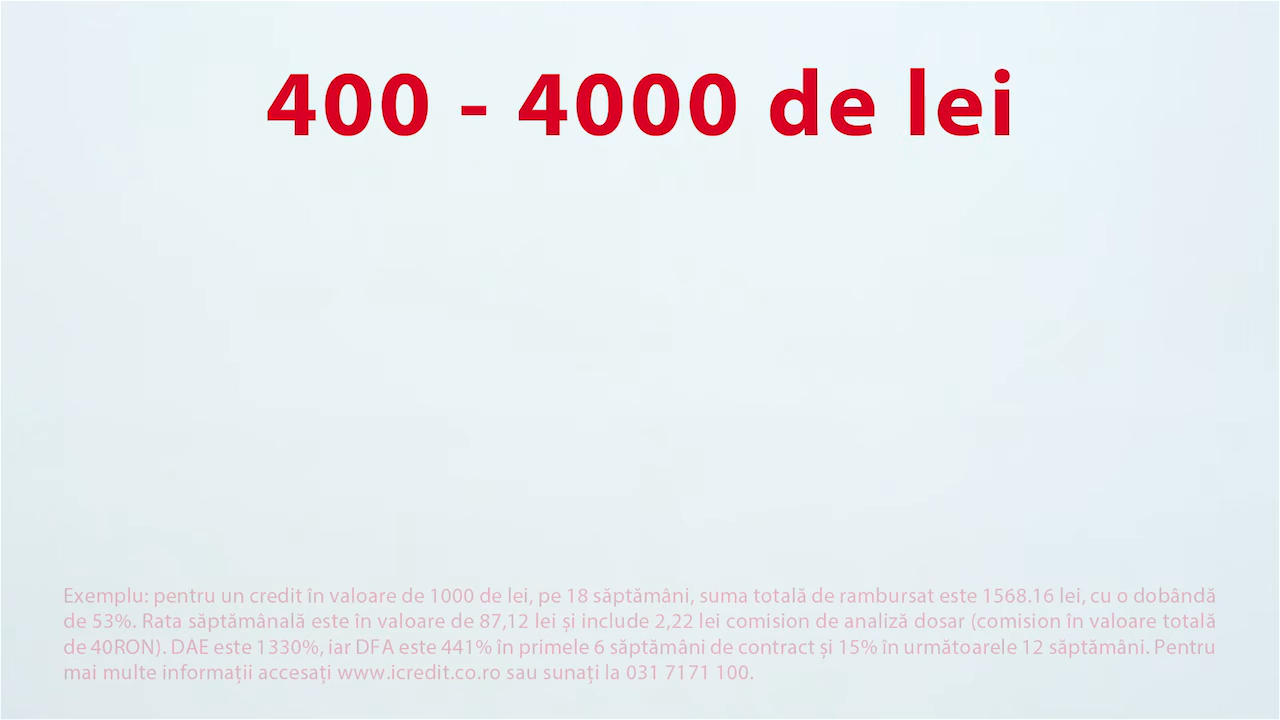 400 - 4000 de lei
Exemplu: pentru un credit în valoare de 1000 de lei, pe 18 săptămâni, suma totală de rambursat este 1568.16 lei, cu o dobândă
de 53%. Rata săptămânală este în valoare de 87,12 lei și include 2,22 lei comision de analiză dosar (comision în valoare totală
de 40RON). DAE este 1330%, iar DFA este 441% în primele 6 săptămâni de contract și 15% în următoarele 12 săptămâni. Pentru
mai multe informații accesați www.icredit.co.ro sau sunați la 031 7171 100.